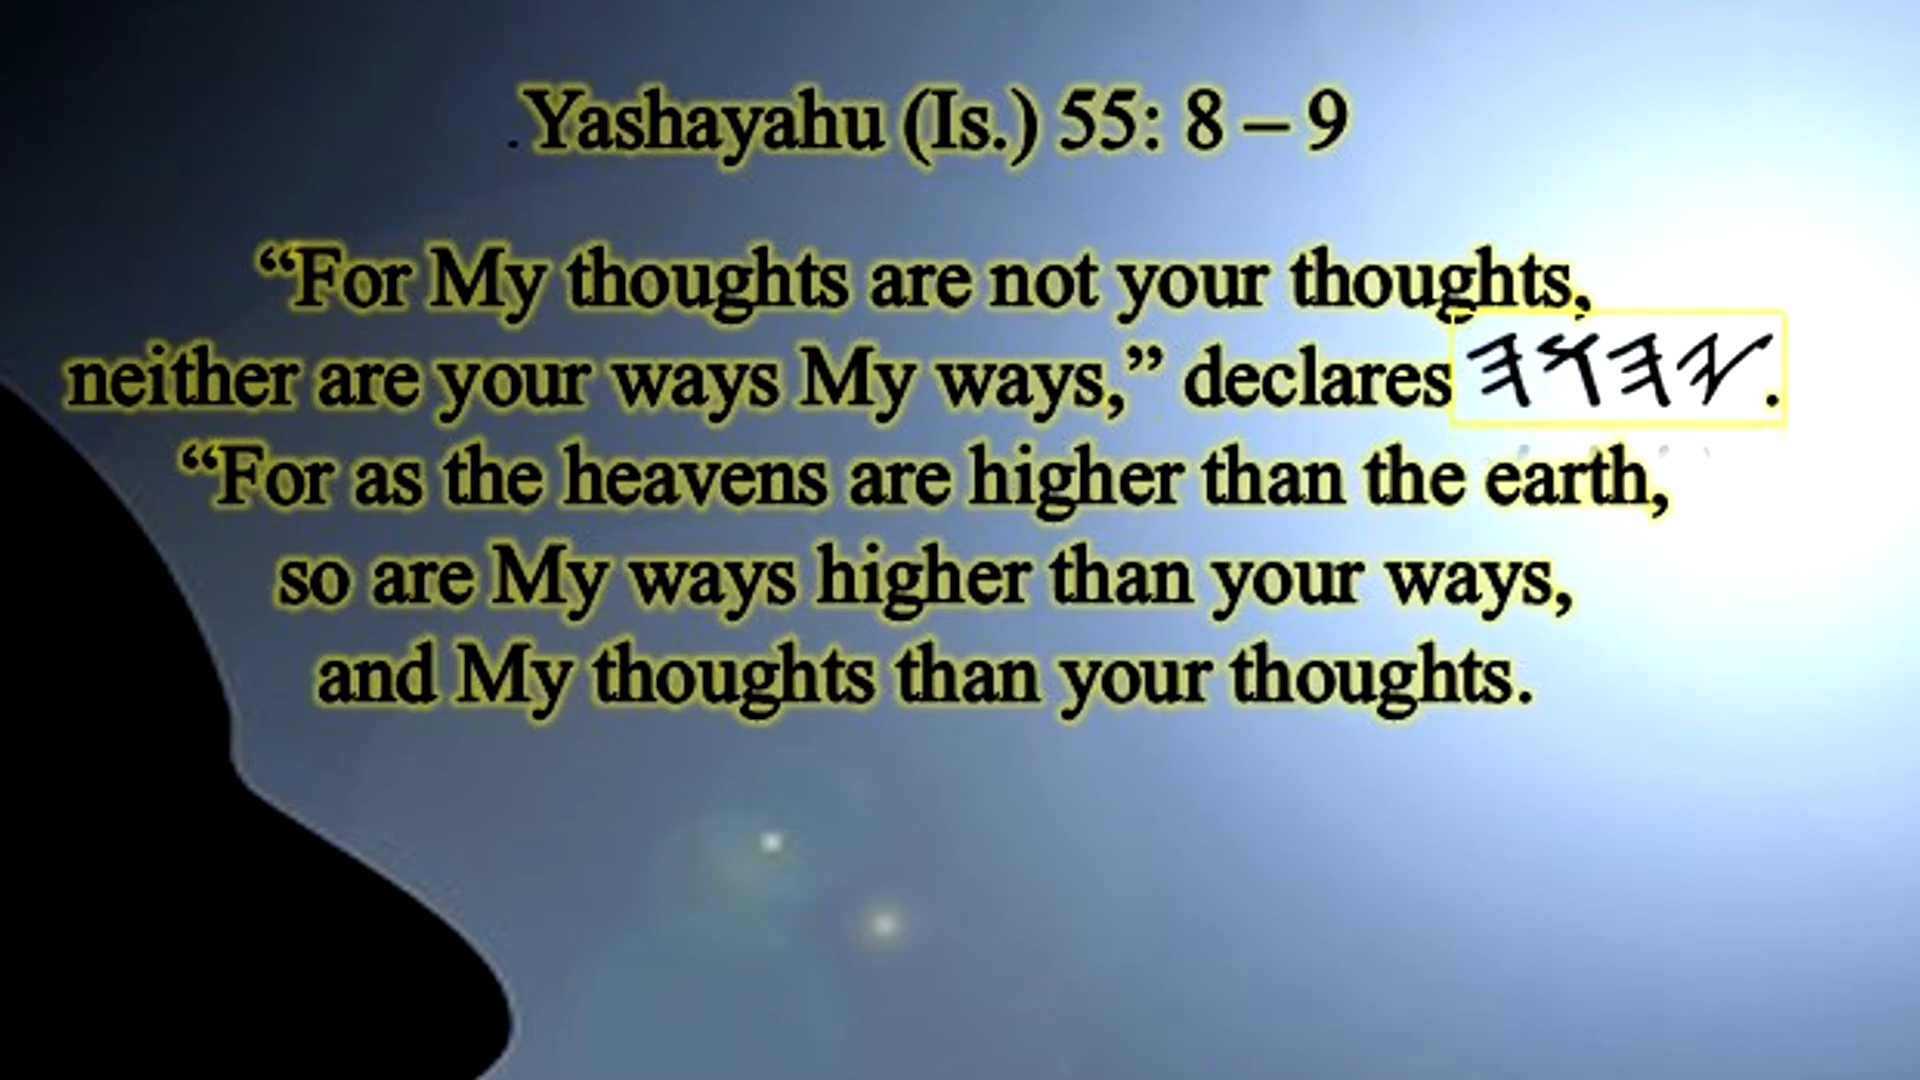 .Yashayahu (Is.) 55: 8 – 9
“For My thoughts are not your thoughts,
neither are your ways My ways,” declares 𐤉𐤄𐤅𐤄.
“For as the heavens are higher than the earth,
so are My ways higher than your ways,
and My thoughts than your thoughts.